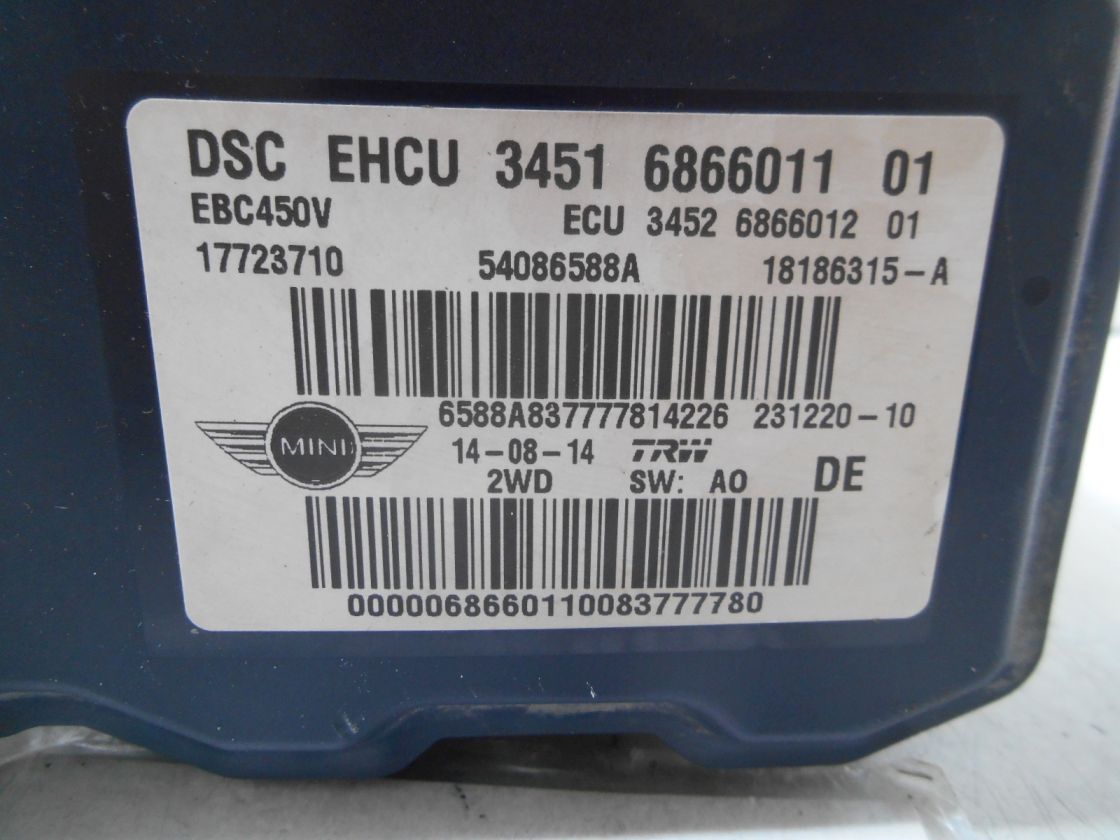 DSC EHCU 3451 6866011 01
EBC450V ECU 3452 6866012 01
17723710 54086588A 18186315-A
6588A837777814226 231220-10
MINI 14-08-14 TRW
2WD SW: AO DE
0000068660110083777780